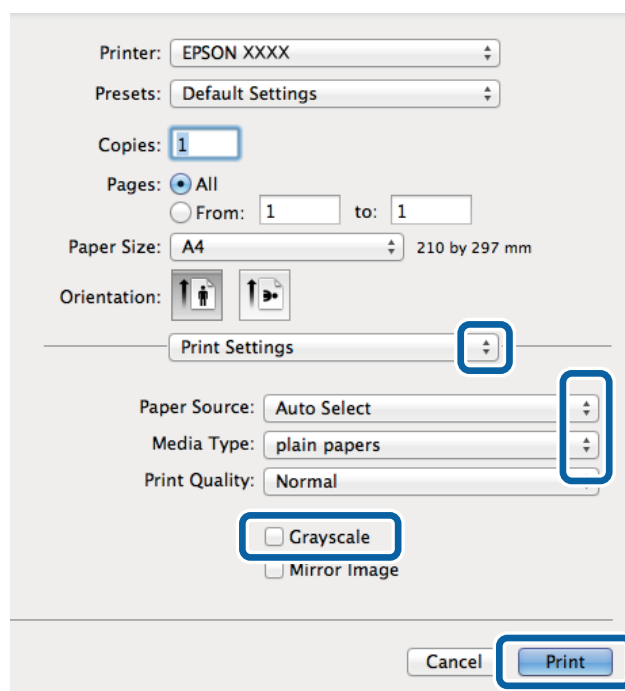 Printer: EPSON XXXX
Presets: Default Settings
Copies: 1
Pages: All
From: 1 to: 1
Paper Size: A4 210 by 297 mm
Orientation:
Print Settings
Paper Source: Auto Select
Media Type: plain papers
Print Quality: Normal
Grayscale
Mirror Image
Cancel Print